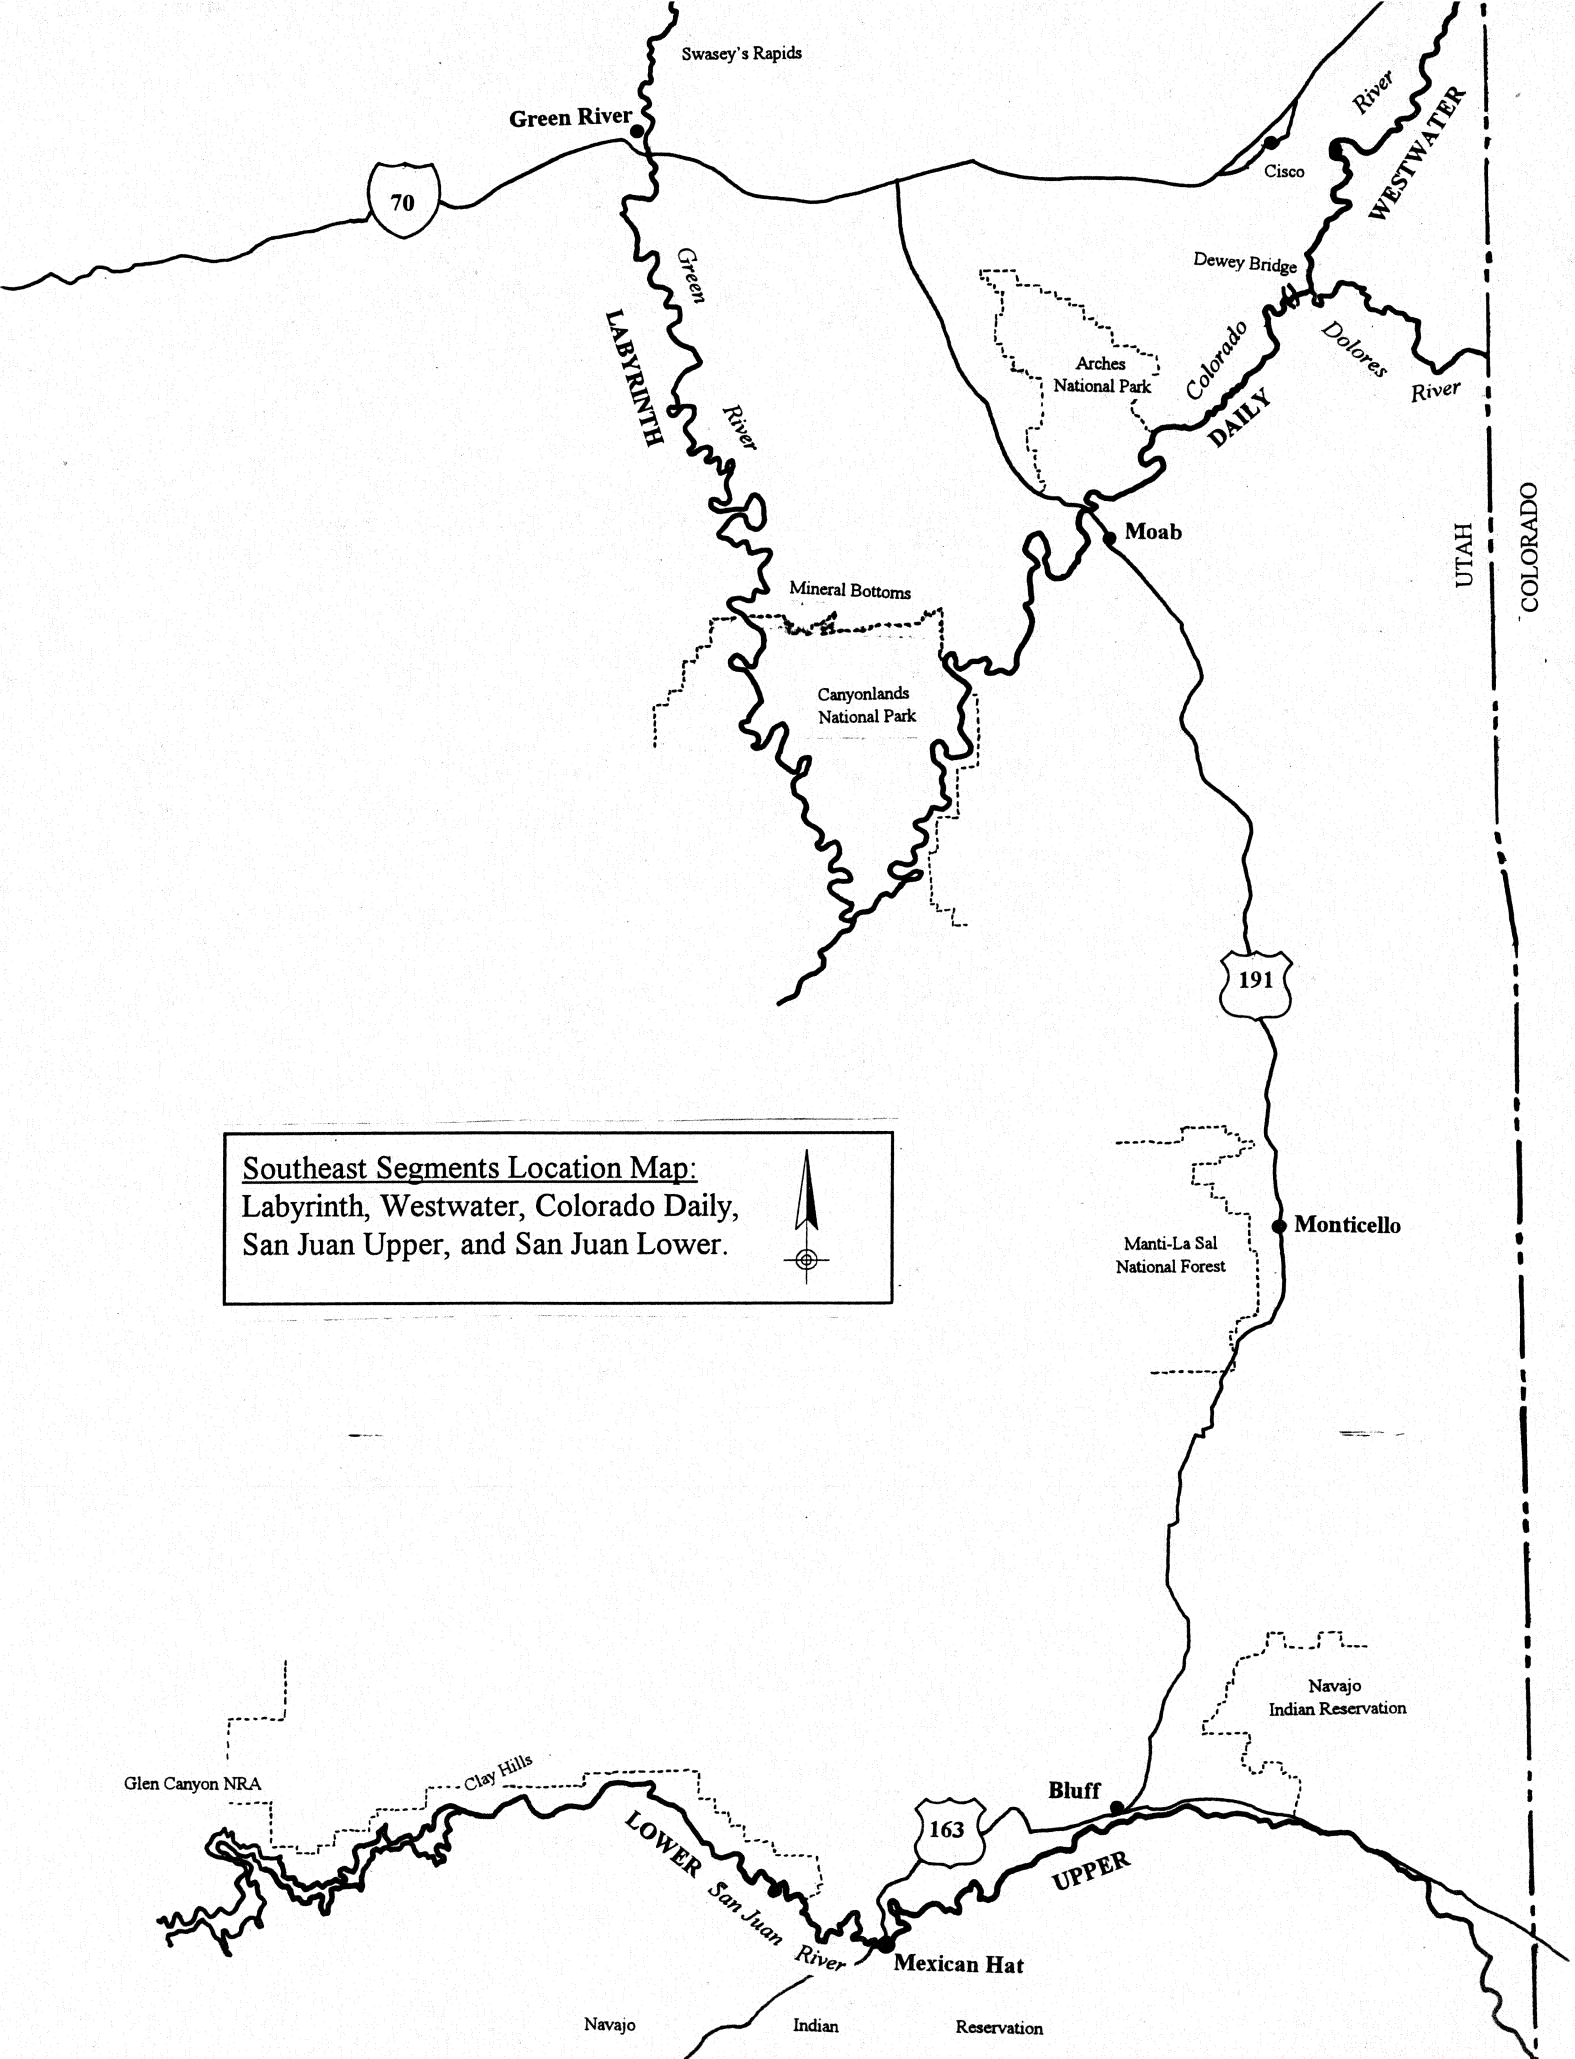 Swasey's Rapids
Green River
70
River
WESTWATER
Cisco
Dewey Bridge
Green
River
LABYRINTH
Arches
National Park
Colorado
DAILY
Dolores
River
Moab
UTAH
COLORADO
Mineral Bottoms
Canyonlands
National Park
191
Southeast Segments Location Map:
Labyrinth, Westwater, Colorado Daily,
San Juan Upper, and San Juan Lower.
Monticello
Manti-La Sal
National Forest
Navajo
Indian Reservation
Glen Canyon NRA
Clay Hills
Bluff
163
LOWER
UPPER
San Juan River
Mexican Hat
Navajo Indian Reservation